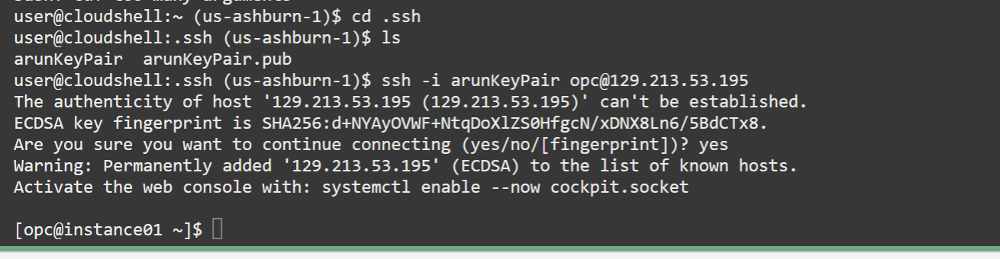 user@cloudshell:~ (us-ashburn-1)$ cd .ssh
user@cloudshell:.ssh (us-ashburn-1)$ ls
arunKeyPair  arunKeyPair.pub
user@cloudshell:.ssh (us-ashburn-1)$ ssh -i arunKeyPair opc@129.213.53.195
The authenticity of host '129.213.53.195 (129.213.53.195)' can't be established.
ECDSA key fingerprint is SHA256:d+NYAyOVWF+NtqDoXlZS0HfgcN/xDNX8Ln6/5BdCTx8.
Are you sure you want to continue connecting (yes/no/[fingerprint])? yes
Warning: Permanently added '129.213.53.195' (ECDSA) to the list of known hosts.
Activate the web console with: systemctl enable --now cockpit.socket
[opc@instance01 ~]$